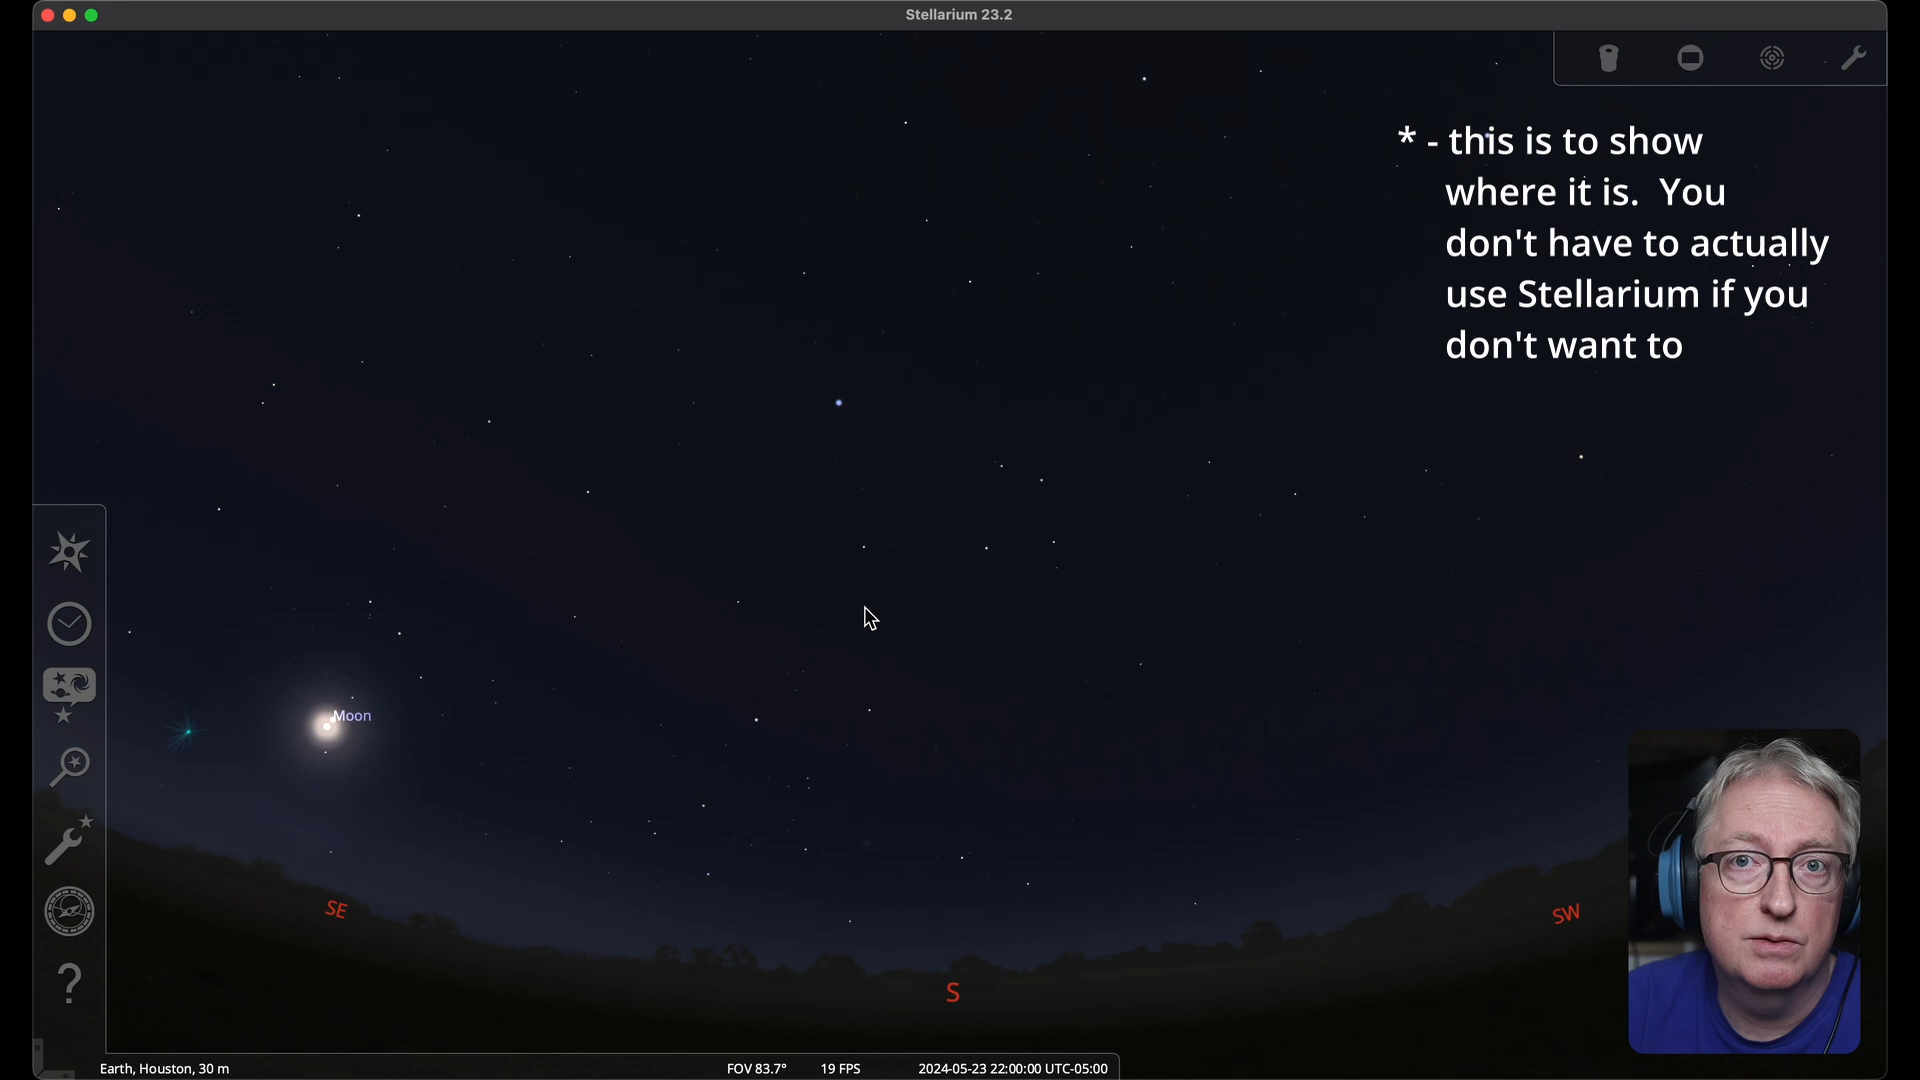 Stellarium 23.2
* - this is to show
where it is.  You
don't have to actually
use Stellarium if you
don't want to
Moon
SE
SW
S
Earth, Houston, 30 m
FOV 83.7°
19 FPS
2024-05-23 22:00:00 UTC-05:00